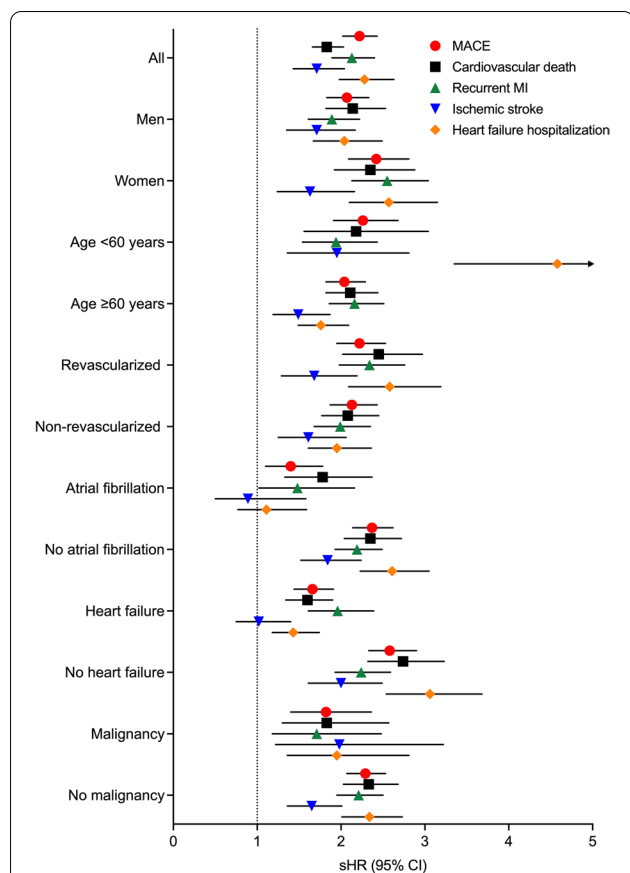 All
Men
Women
Age <60 years
Age ≥60 years
Revascularized
Non-revascularized
Atrial fibrillation
No atrial fibrillation
Heart failure
No heart failure
Malignancy
No malignancy
MACE
Cardiovascular death
Recurrent MI
Ischemic stroke
Heart failure hospitalization
0 1 2 3 4 5
sHR (95% CI)